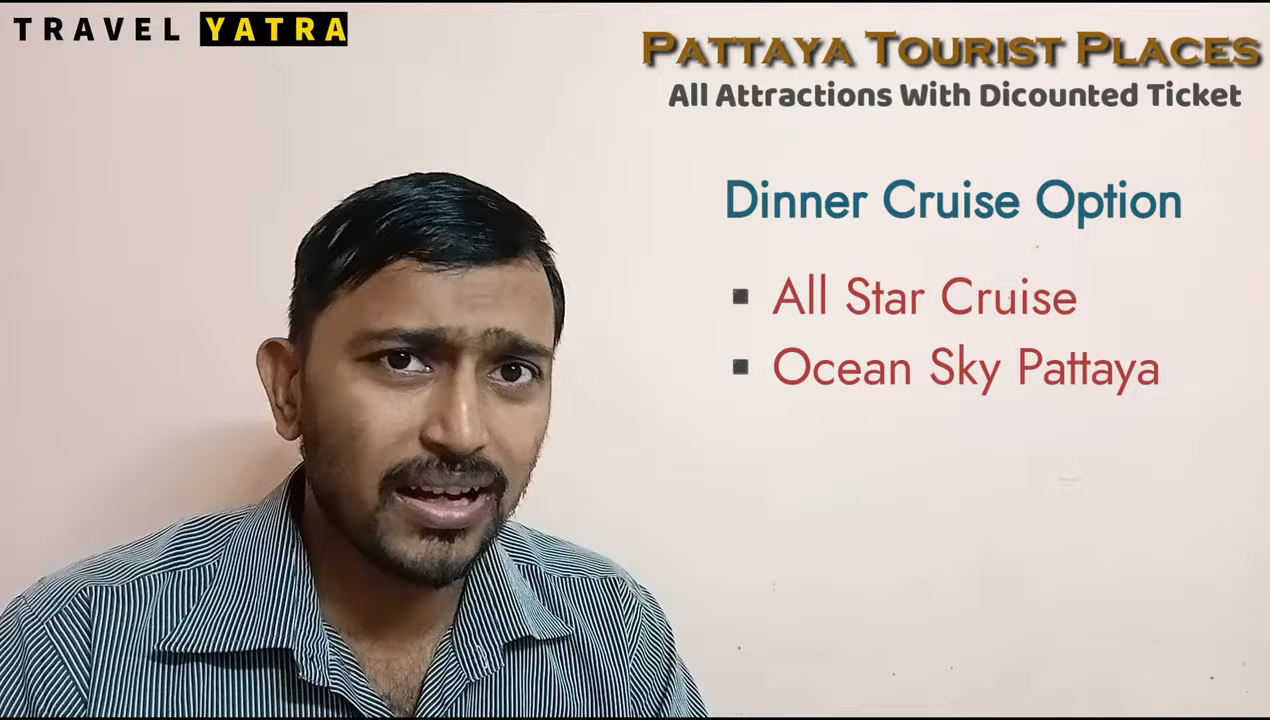 TRAVEL YATRA
PATTAYA TOURIST PLACES
All Attractions With Dicounted Ticket
Dinner Cruise Option
▪ All Star Cruise
▪ Ocean Sky Pattaya